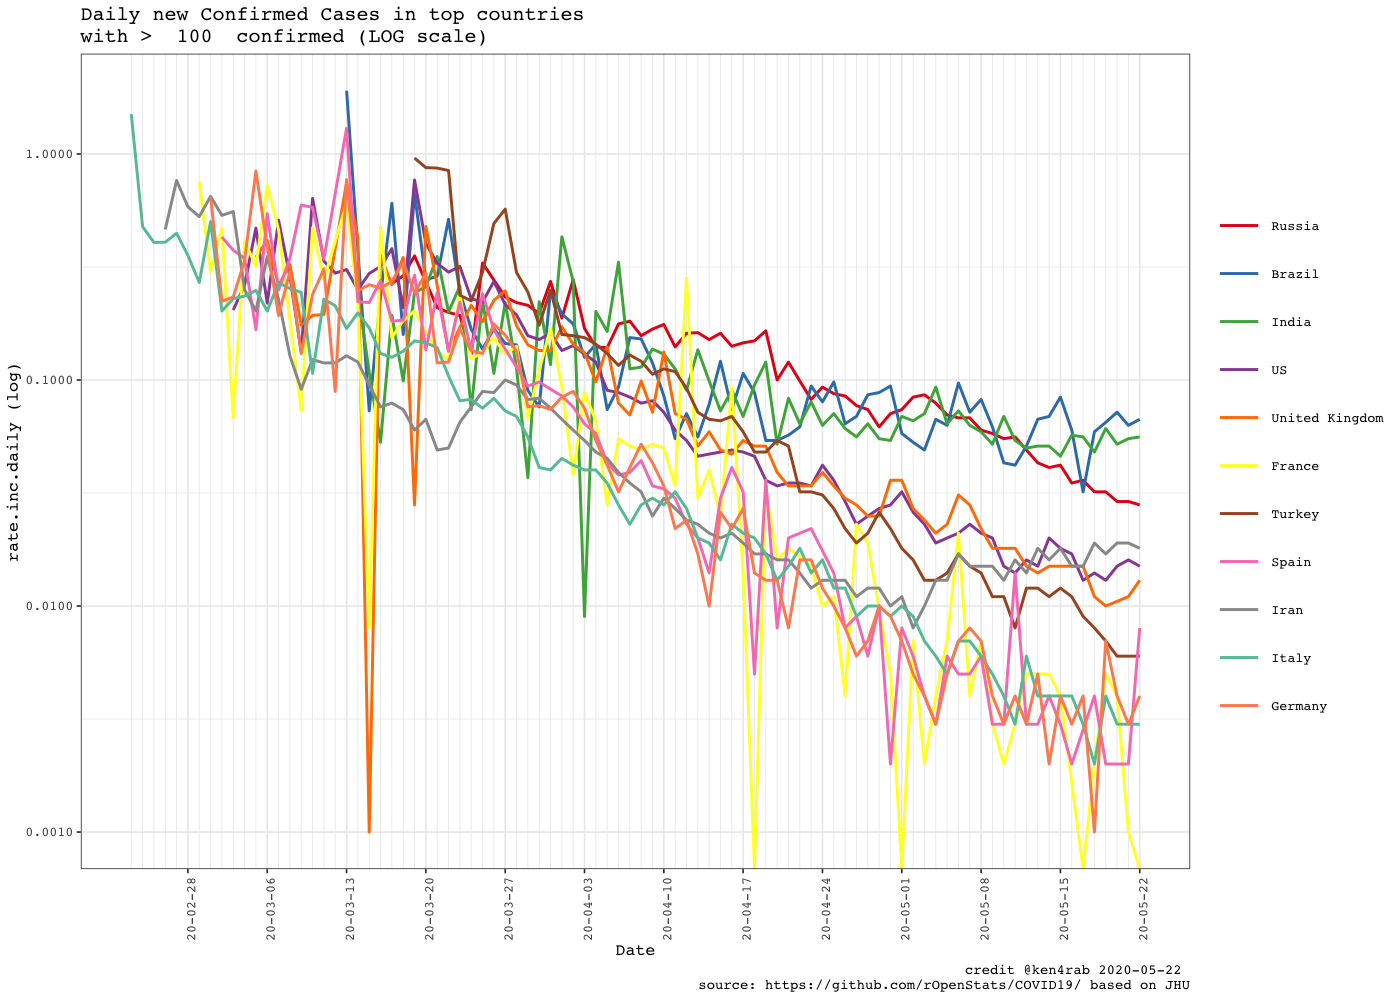 Daily new Confirmed Cases in top countries
with >  100  confirmed (LOG scale)
rate.inc.daily (log)
1.0000
0.1000
0.0100
0.0010
20-02-28
20-03-06
20-03-13
20-03-20
20-03-27
20-04-03
20-04-10
20-04-17
20-04-24
20-05-01
20-05-08
20-05-15
20-05-22
Date
Russia
Brazil
India
US
United Kingdom
France
Turkey
Spain
Iran
Italy
Germany
credit @ken4rab 2020-05-22
source: https://github.com/rOpenStats/COVID19/ based on JHU